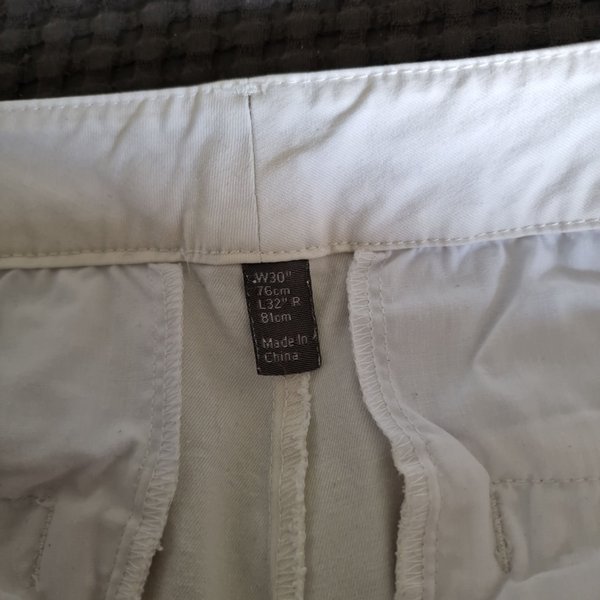 W30"
76cm
L32" R
81cm
Made In
China